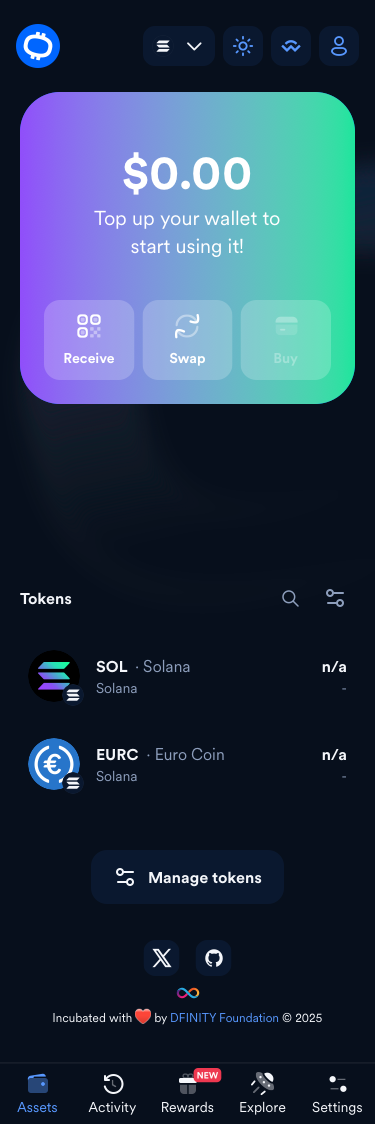 $0.00
Top up your wallet to
start using it!
Receive Swap Buy
Tokens
SOL · Solana n/a
Solana -
EURC · Euro Coin n/a
Solana -
Manage tokens
Incubated with ❤️ by DFINITY Foundation © 2025
NEW
Assets Activity Rewards Explore Settings